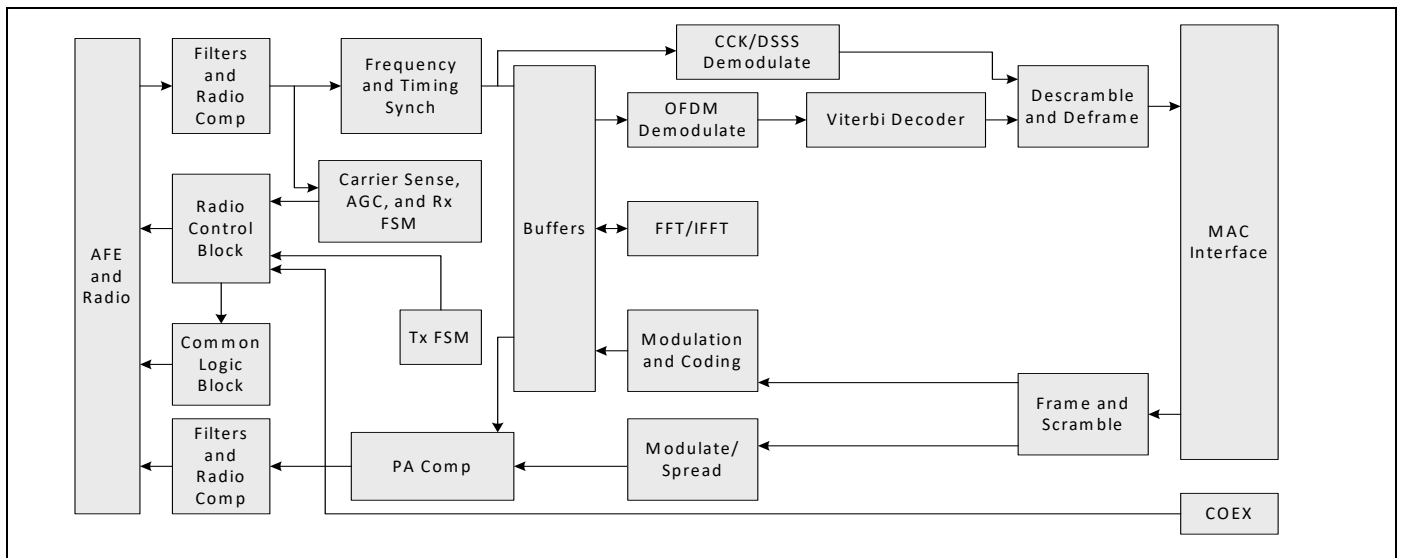 Filters
and
Radio
Comp
Frequency
and Timing
Synch
CCK/DSSS
Demodulate
OFDM
Demodulate
Viterbi Decoder
Descramble
and Deframe
Carrier Sense,
AGC, and Rx
FSM
Radio
Control
Block
AFE
and
Radio
Buffers
FFT/IFFT
MAC
Interface
Tx FSM
Common
Logic
Block
Modulation
and Coding
Frame and
Scramble
Filters
and
Radio
Comp
PA Comp
Modulate/
Spread
COEX